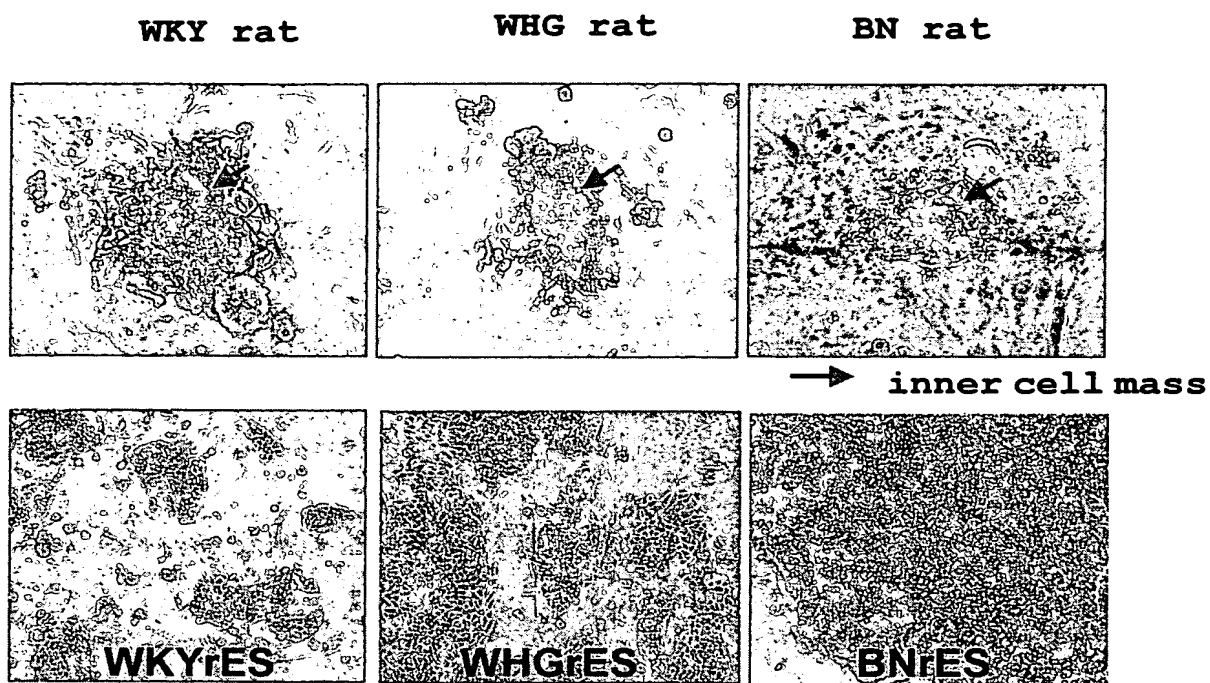 WKY rat
WHG rat
BN rat
inner cell mass
WKYrES
WHGrES
BNrES